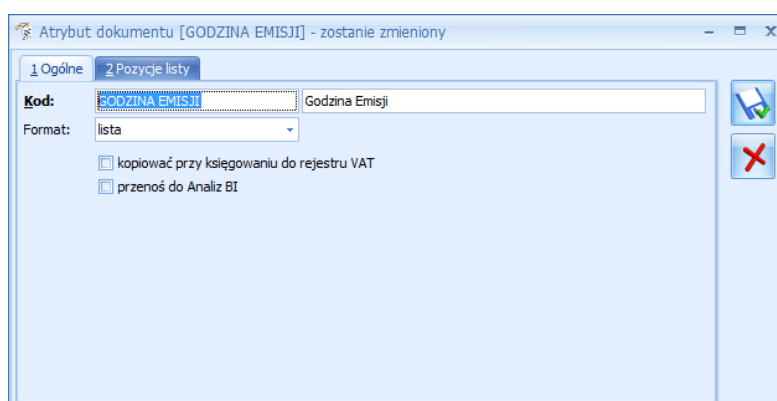 Atrybut dokumentu [GODZINA EMISJI] - zostanie zmieniony
1 Ogólne 2 Pozycje listy
Kod: GODZINA EMISJI Godzina Emisji
Format: lista
kopiować przy księgowaniu do rejestru VAT
przenoś do Analiz BI